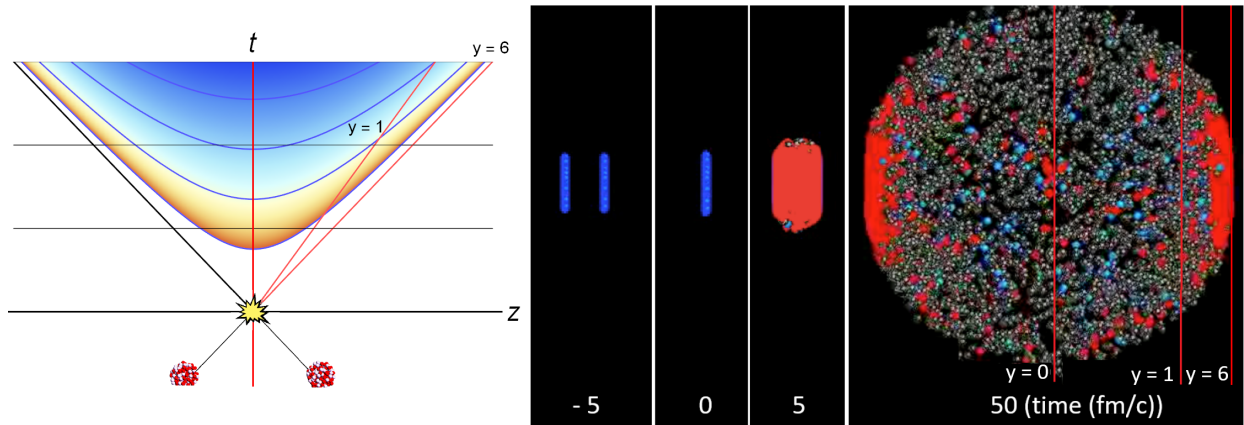 t
y = 6
y = 1
z
y = 0
y = 1
y = 6
- 5
0
5
50 (time (fm/c))